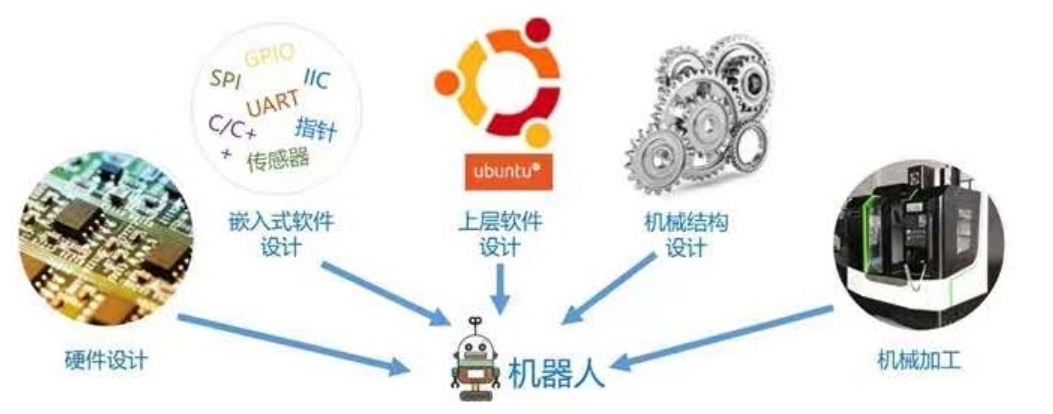 GPIO
SPI
IIC
UART
C/C+
+
指针
传感器
ubuntu®
嵌入式软件
设计
上层软件
设计
机械结构
设计
硬件设计
机械加工
机器人